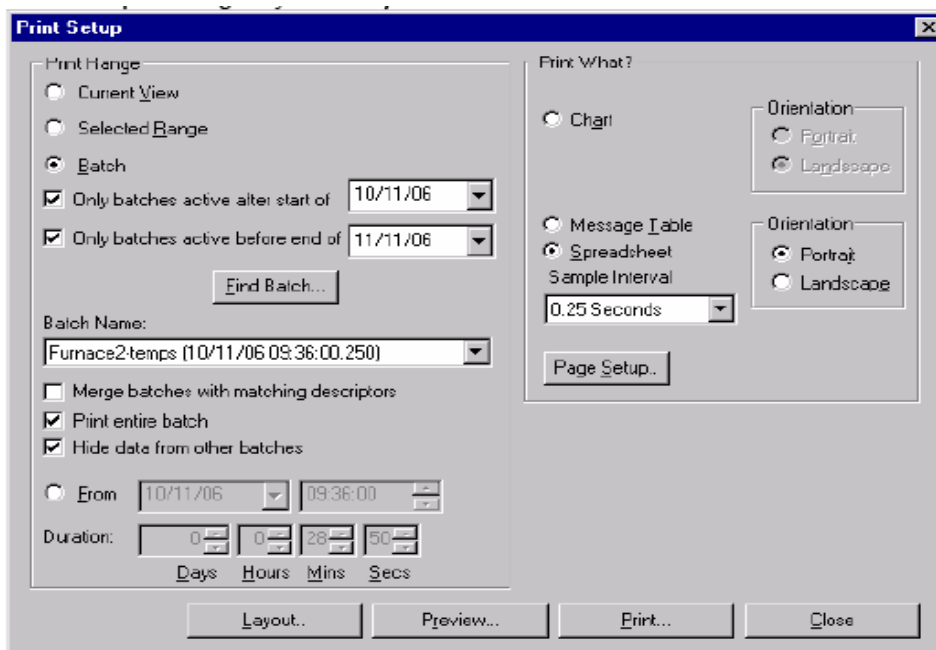 Print Setup
Print Range
Current View
Selected Range
Batch
Only batches active after start of 10/11/06
Only batches active before end of 11/11/06
Find Batch...
Batch Name:
Furnace2-temps (10/11/06 09:36:00.250)
Merge batches with matching descriptors
Print entire batch
Hide data from other batches
From 10/11/06 09:36:00
Duration: 0 0 28 50
Days Hours Mins Secs
Print What?
Chart
Orientation
Portrait
Landscape
Message Table
Spreadsheet
Sample Interval
0.25 Seconds
Orientation
Portrait
Landscape
Page Setup..
Layout..
Preview...
Print...
Close